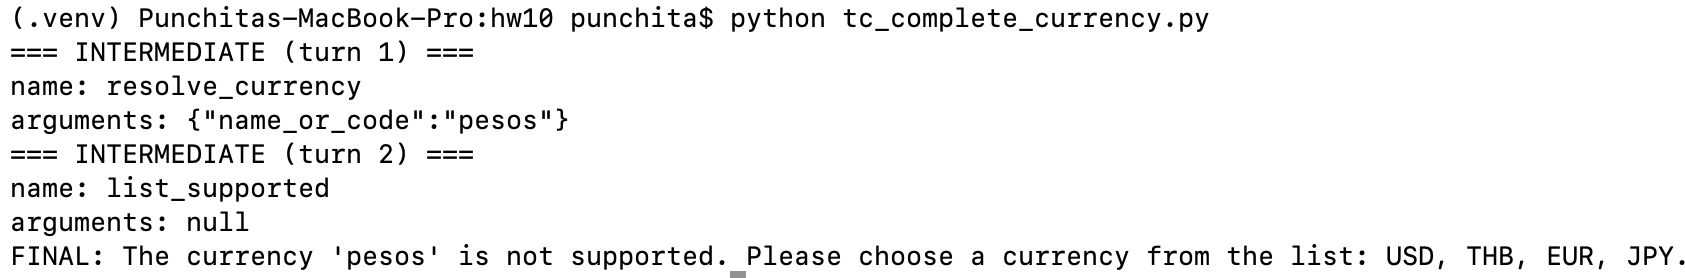 (.venv) Punchitas-MacBook-Pro:hw10 punchita$ python tc_complete_currency.py
=== INTERMEDIATE (turn 1) ===
name: resolve_currency
arguments: {"name_or_code":"pesos"}
=== INTERMEDIATE (turn 2) ===
name: list_supported
arguments: null
FINAL: The currency 'pesos' is not supported. Please choose a currency from the list: USD, THB, EUR, JPY.